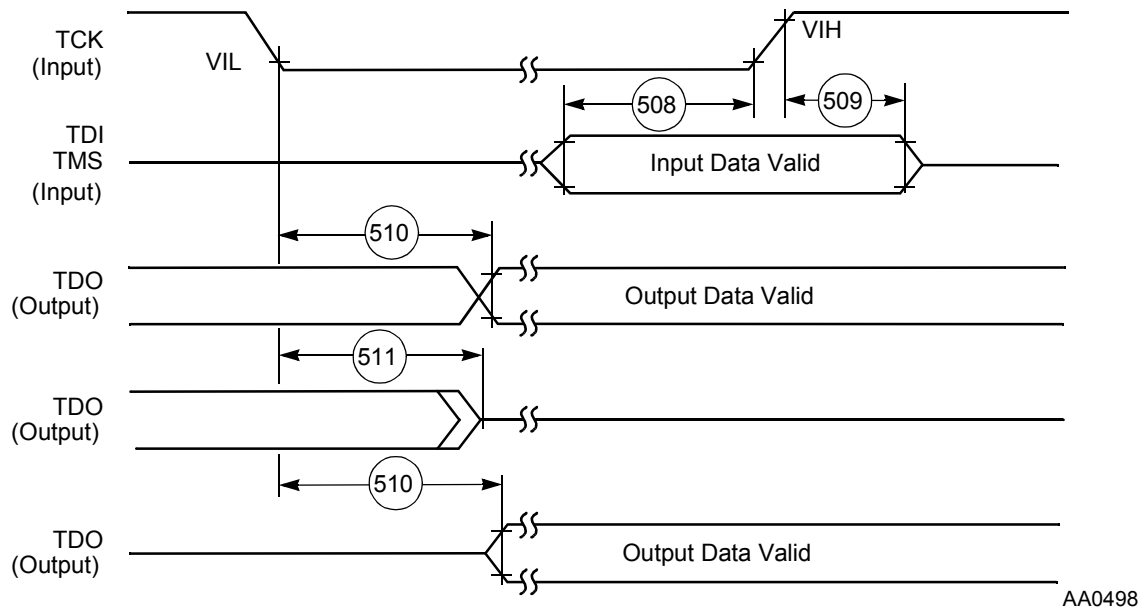 TCK
(Input)
VIL
VIH
508
509
TDI
TMS
(Input)
Input Data Valid
510
TDO
(Output)
Output Data Valid
511
TDO
(Output)
510
TDO
(Output)
Output Data Valid
AA0498